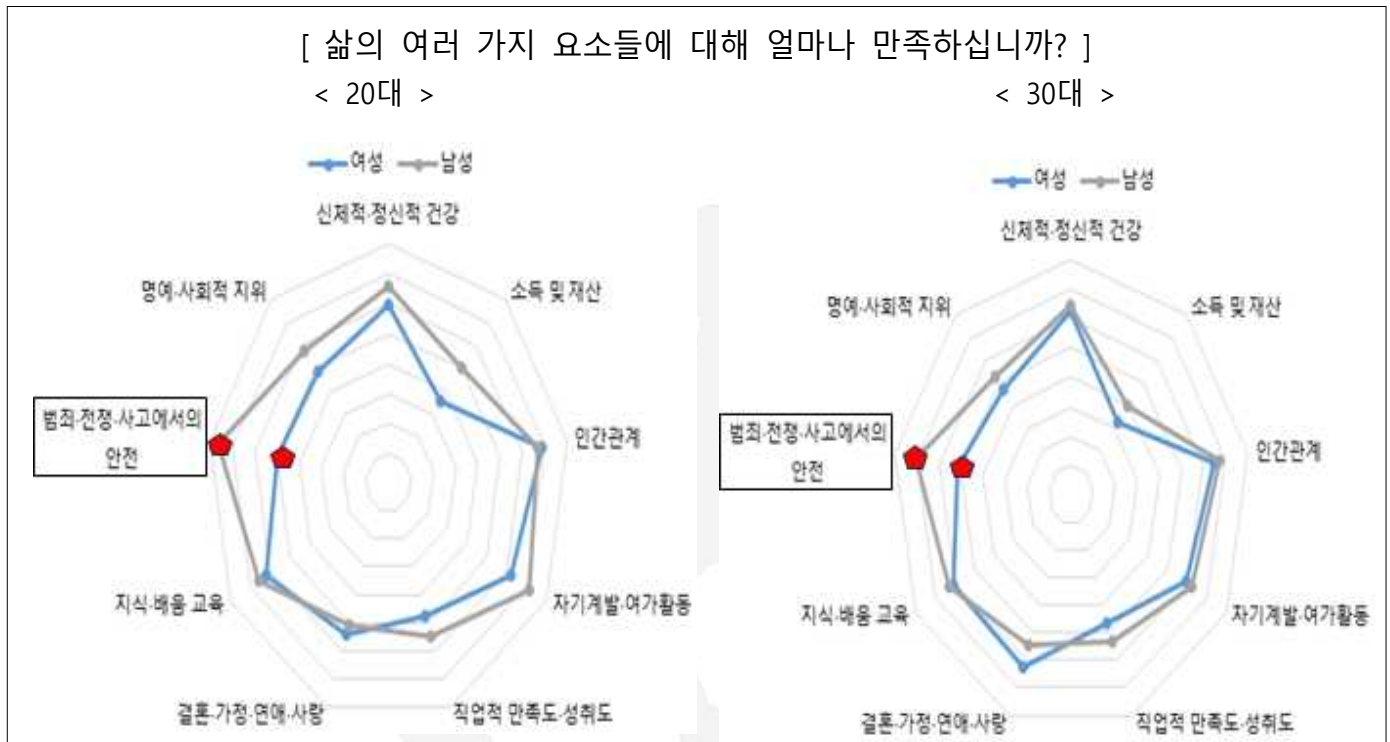 [ 삶의 여러 가지 요소들에 대해 얼마나 만족하십니까? ]
< 20대 >
< 30대 >
여성 남성
신체적·정신적 건강
소득 및 재산
인간관계
자기계발·여가활동
직업적 만족도·성취도
결혼·가정·연애·사랑
지식·배움 교육
범죄·전쟁·사고에서의
안전
명예·사회적 지위
여성 남성
신체적·정신적 건강
소득 및 재산
인간관계
자기계발·여가활동
직업적 만족도·성취도
결혼·가정·연애·사랑
지식·배움 교육
범죄·전쟁·사고에서의
안전
명예·사회적 지위